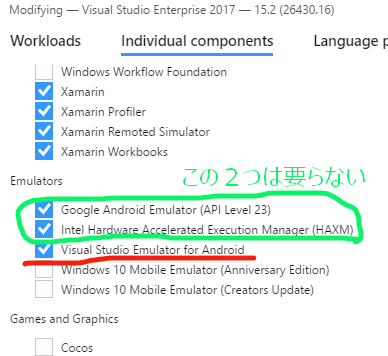 Modifying — Visual Studio Enterprise 2017 — 15.2 (26430.16)
Workloads Individual components Language p
Windows Workflow Foundation
Xamarin
Xamarin Profiler
Xamarin Remoted Simulator
Xamarin Workbooks
Emulators
この2つは要らない
Google Android Emulator (API Level 23)
Intel Hardware Accelerated Execution Manager (HAXM)
Visual Studio Emulator for Android
Windows 10 Mobile Emulator (Anniversary Edition)
Windows 10 Mobile Emulator (Creators Update)
Games and Graphics
Cocos